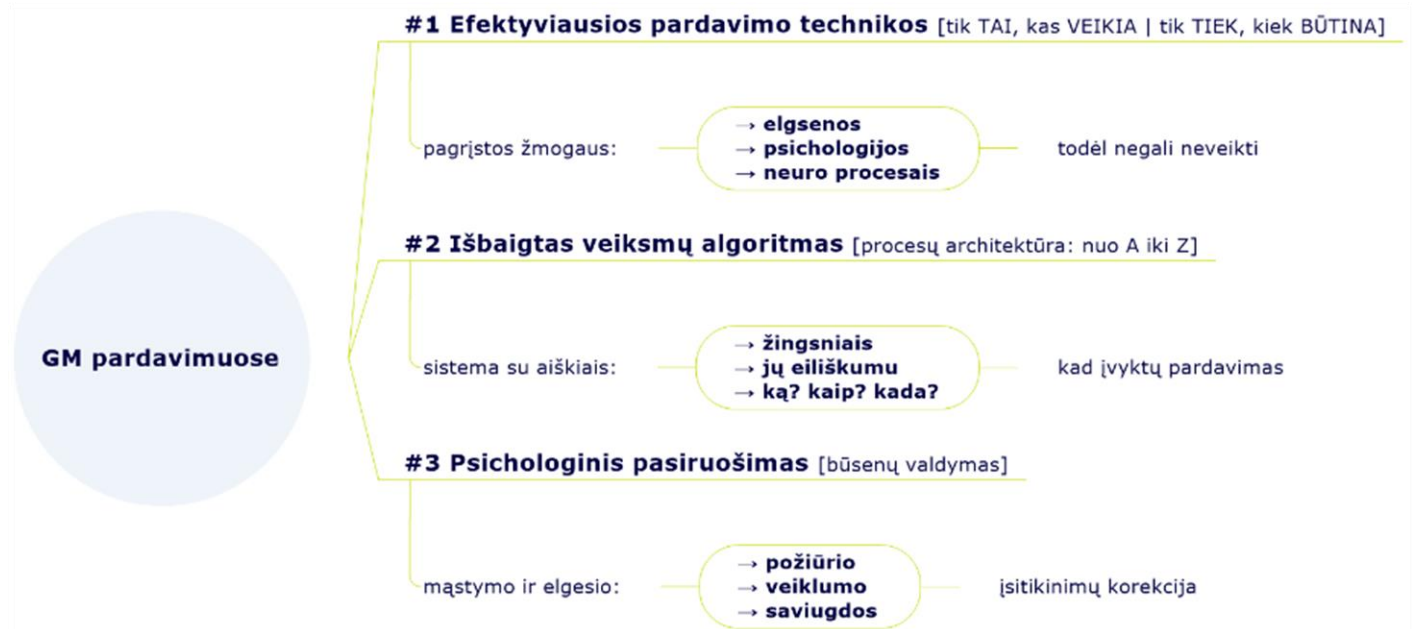 #1 Efektyviausios pardavimo technikos [tik TAI, kas VEIKIA | tik TIEK, kiek BŪTINA]
pagrįstos žmogaus:
→ elgsenos
→ psichologijos
→ neuro procesais
todėl negali neveikti
#2 Išbaigtas veiksmų algoritmas [procesų architektūra: nuo A iki Z]
GM pardavimuose
sistema su aiškiais:
→ žingsniais
→ jų eiliškumu
→ ką? kaip? kada?
kad įvyktų pardavimas
#3 Psichologinis pasiruošimas [būsenų valdymas]
mąstymo ir elgesio:
→ požiūrio
→ veiklumo
→ saviugdos
įsitikinimų korekcija